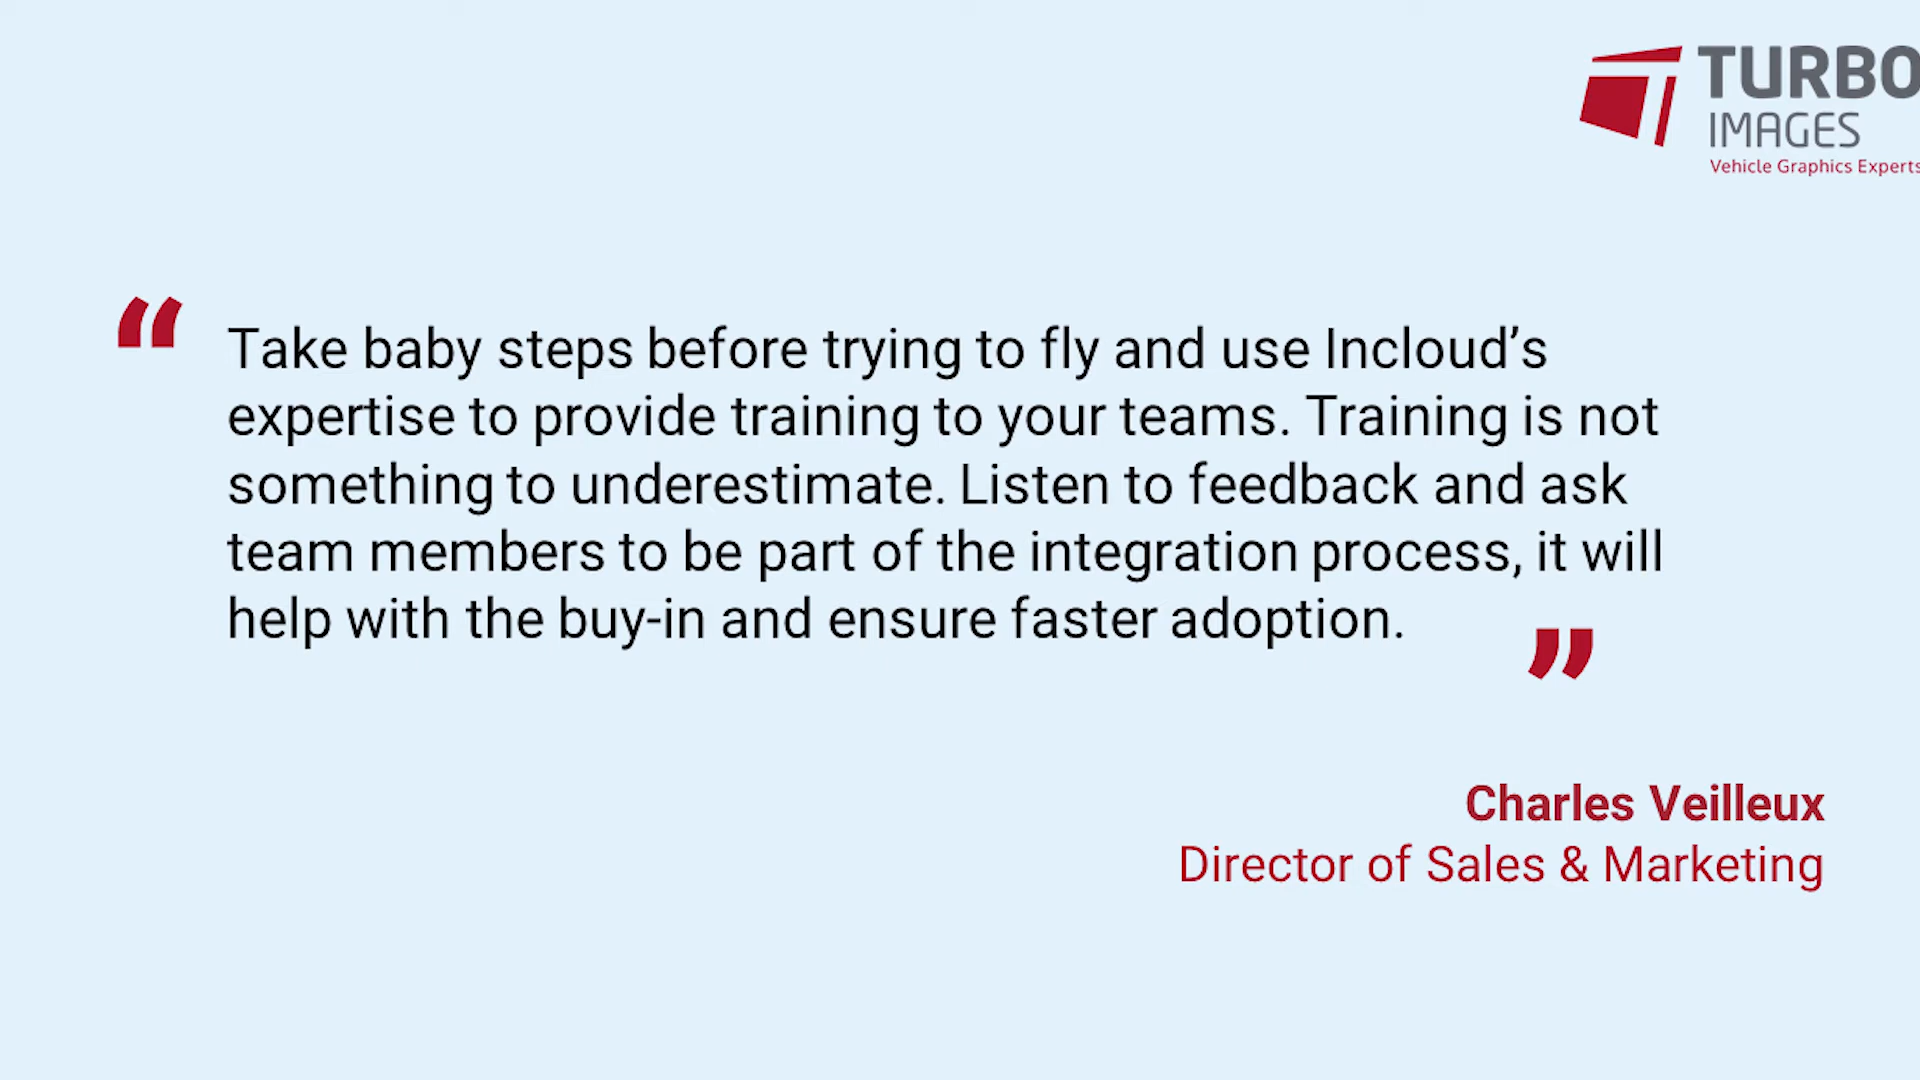 TURBO
IMAGES
Vehicle Graphics Experts
“Take baby steps before trying to fly and use Incloud’s
expertise to provide training to your teams. Training is not
something to underestimate. Listen to feedback and ask
team members to be part of the integration process, it will
help with the buy-in and ensure faster adoption.”
Charles Veilleux
Director of Sales & Marketing